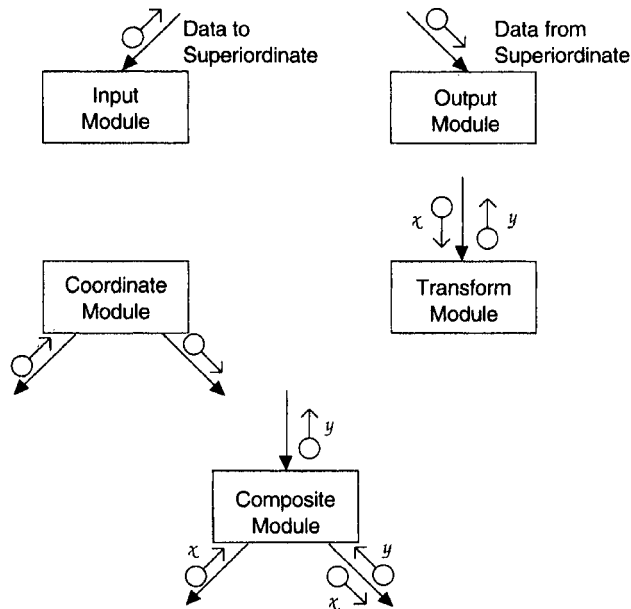 Data to
Superiordinate
Data from
Superiordinate
Input
Module
Output
Module
x
y
Coordinate
Module
Transform
Module
y
Composite
Module
x
y
x